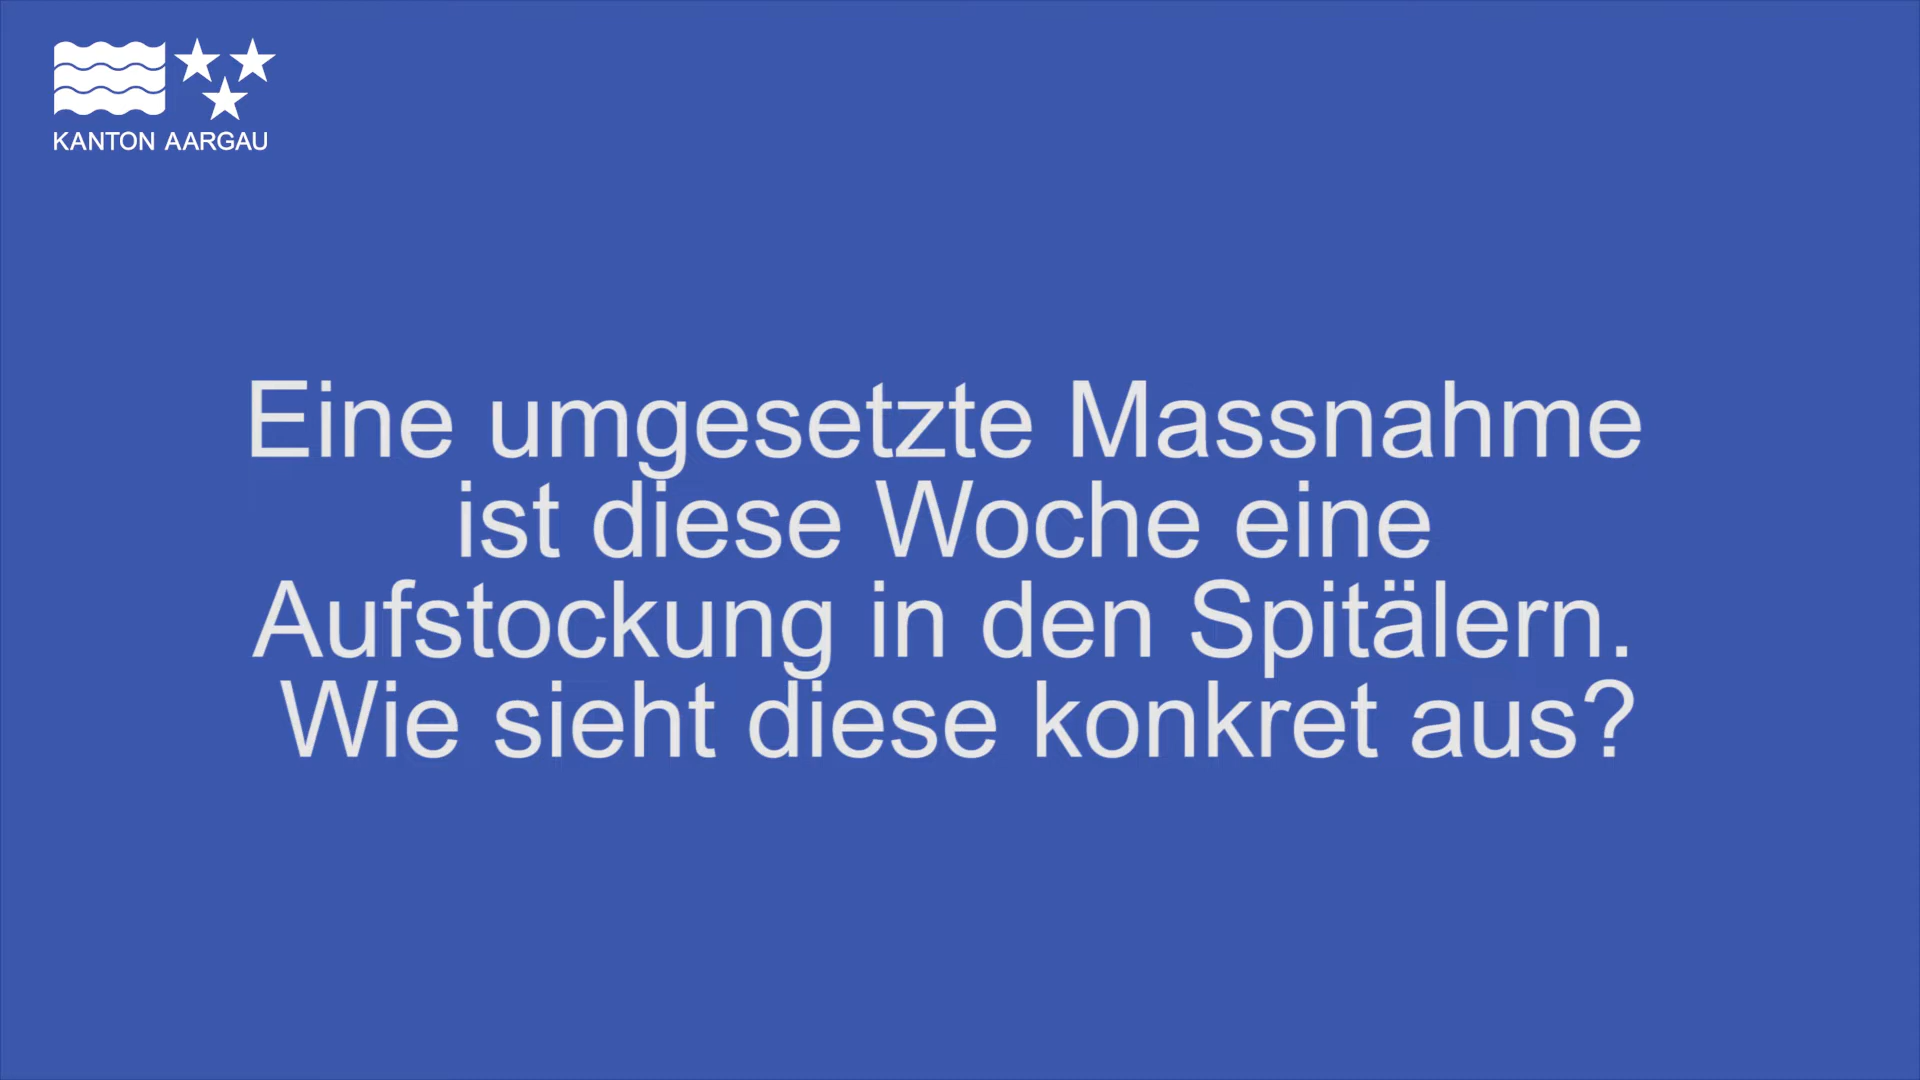 KANTON AARGAU
Eine umgesetzte Massnahme
ist diese Woche eine
Aufstockung in den Spitälern.
Wie sieht diese konkret aus?